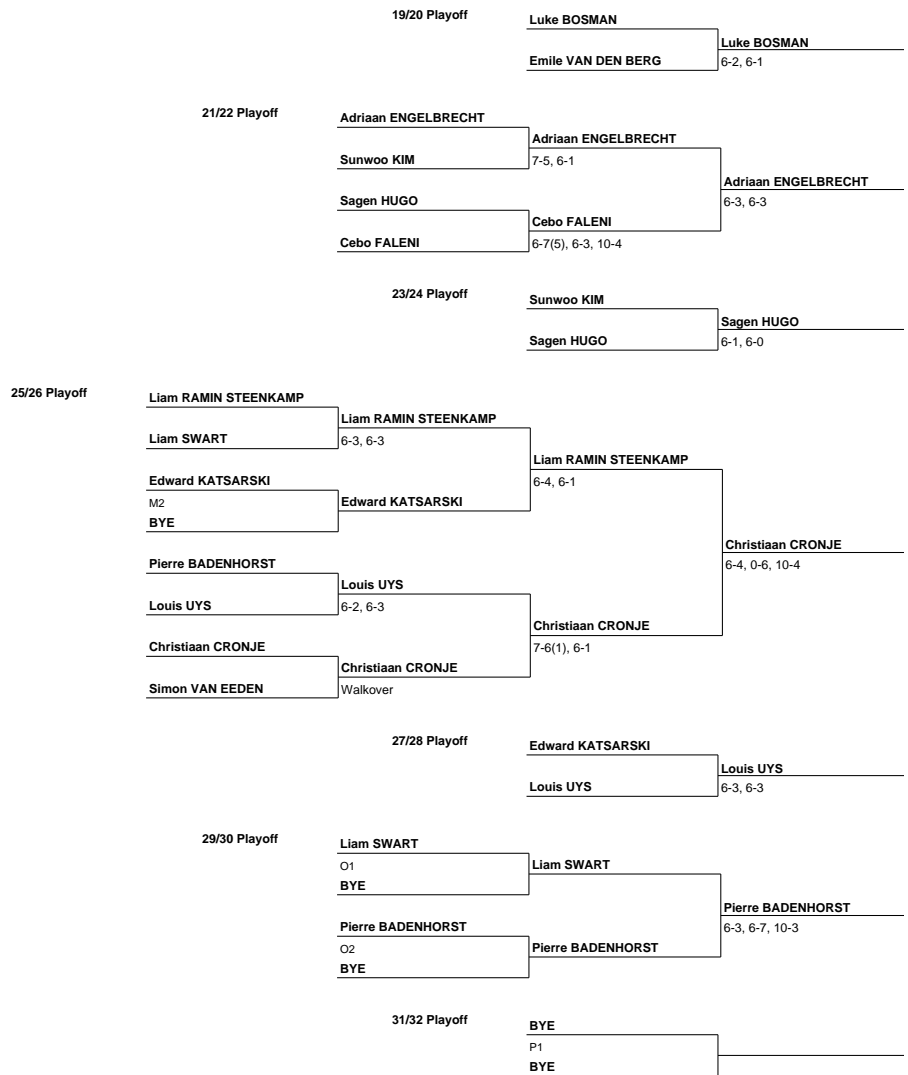 19/20 Playoff
Luke BOSMAN
Emile VAN DEN BERG
Luke BOSMAN
6-2, 6-1
21/22 Playoff
Adriaan ENGELBRECHT
Sunwoo KIM
Adriaan ENGELBRECHT
7-5, 6-1
Sagen HUGO
Cebo FALENI
Cebo FALENI
6-7(5), 6-3, 10-4
Adriaan ENGELBRECHT
6-3, 6-3
23/24 Playoff
Sunwoo KIM
Sagen HUGO
Sagen HUGO
6-1, 6-0
25/26 Playoff
Liam RAMIN STEENKAMP
Liam SWART
Liam RAMIN STEENKAMP
6-3, 6-3
Edward KATSARSKI
M2
BYE
Edward KATSARSKI
Liam RAMIN STEENKAMP
6-4, 6-1
Pierre BADENHORST
Louis UYS
Louis UYS
6-2, 6-3
Christiaan CRONJE
Simon VAN EEDEN
Christiaan CRONJE
Walkover
Christiaan CRONJE
7-6(1), 6-1
Christiaan CRONJE
6-4, 0-6, 10-4
27/28 Playoff
Edward KATSARSKI
Louis UYS
Louis UYS
6-3, 6-3
29/30 Playoff
Liam SWART
O1
BYE
Liam SWART
Pierre BADENHORST
O2
BYE
Pierre BADENHORST
Pierre BADENHORST
6-3, 6-7, 10-3
31/32 Playoff
BYE
P1
BYE